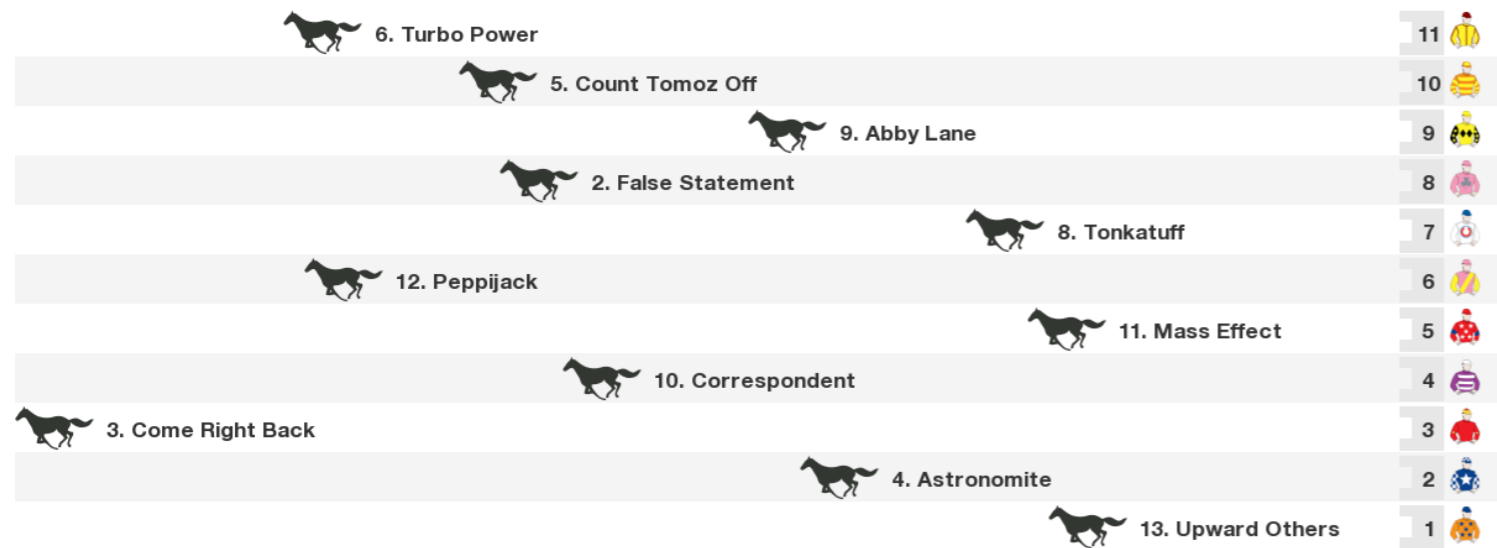 6. Turbo Power 11
5. Count Tomoz Off 10
9. Abby Lane 9
2. False Statement 8
8. Tonkatuff 7
12. Peppijack 6
11. Mass Effect 5
10. Correspondent 4
3. Come Right Back 3
4. Astronomite 2
13. Upward Others 1